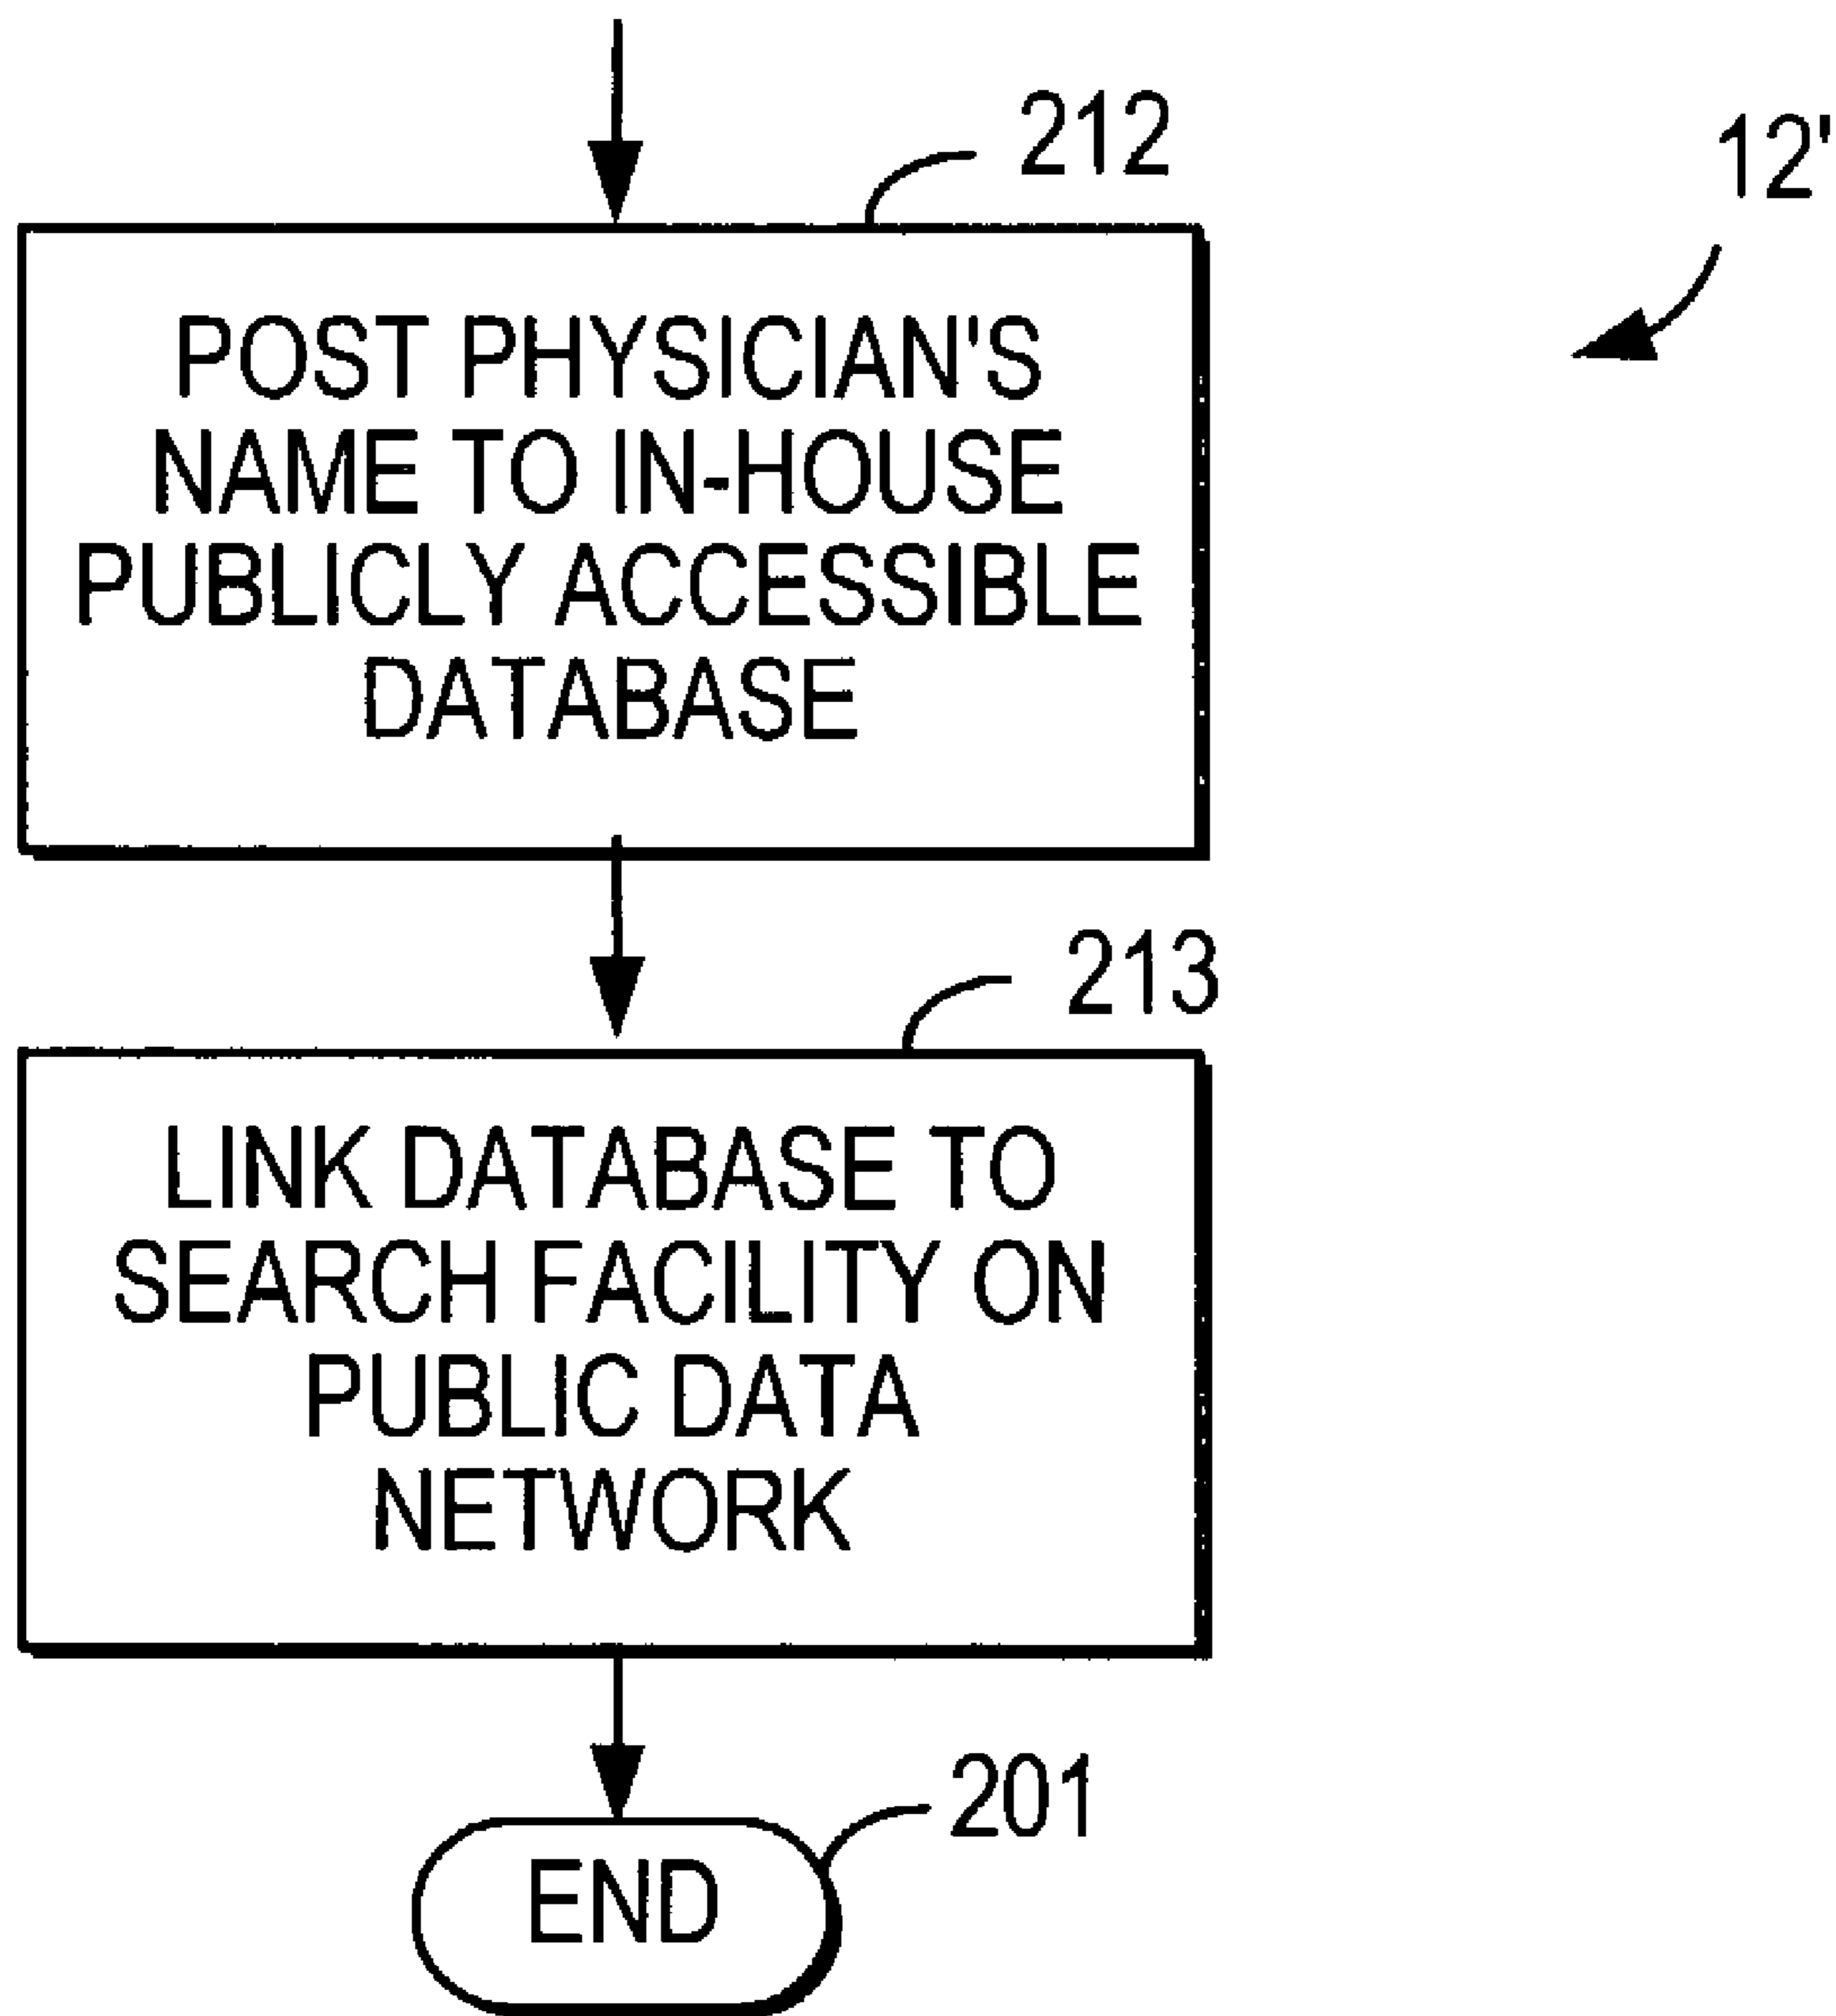 212
12'
POST PHYSICIAN'S
NAME TO IN-HOUSE
PUBLICLY ACCESSIBLE
DATABASE
213
LINK DATABASE TO
SEARCH FACILITY ON
PUBLIC DATA
NETWORK
201
END